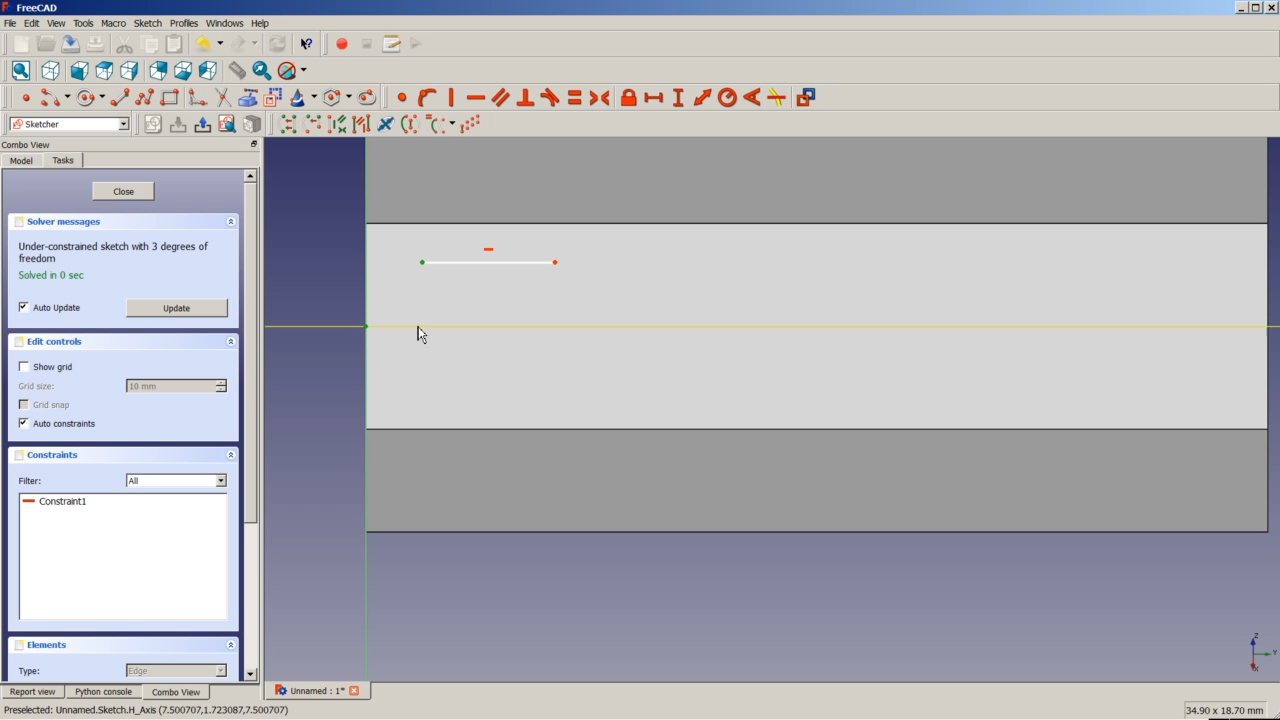 FreeCAD
File Edit View Tools Macro Sketch Profiles Windows Help
Sketcher
Combo View
Model Tasks
Close
Solver messages
Under-constrained sketch with 3 degrees of
freedom
Solved in 0 sec
Auto Update Update
Edit controls
Show grid
Grid size: 10 mm
Grid snap
Auto constraints
Constraints
Filter: All
Constraint1
Elements
Type: Edge
Report view Python console Combo View
Unnamed : 1*
Z
Y
Preselected: Unnamed.Sketch.H_Axis (7.500707,1.723087,7.500707)
34.90 x 18.70 mm